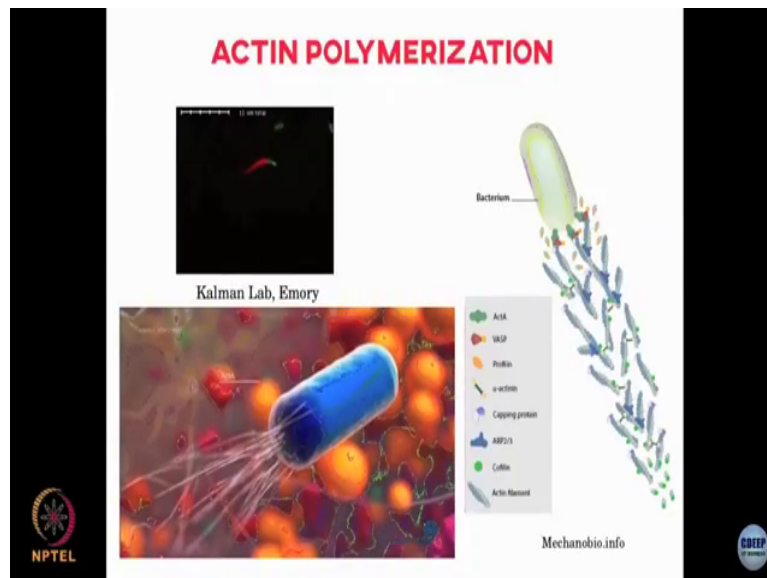 ACTIN POLYMERIZATION
Kalman Lab, Emory
Bacterium
ActA
VASP
Profilin
α-actinin
Capping protein
ARP2/3
Cofilin
Actin filament
Mechanobio.info
NPTEL
CDEEP